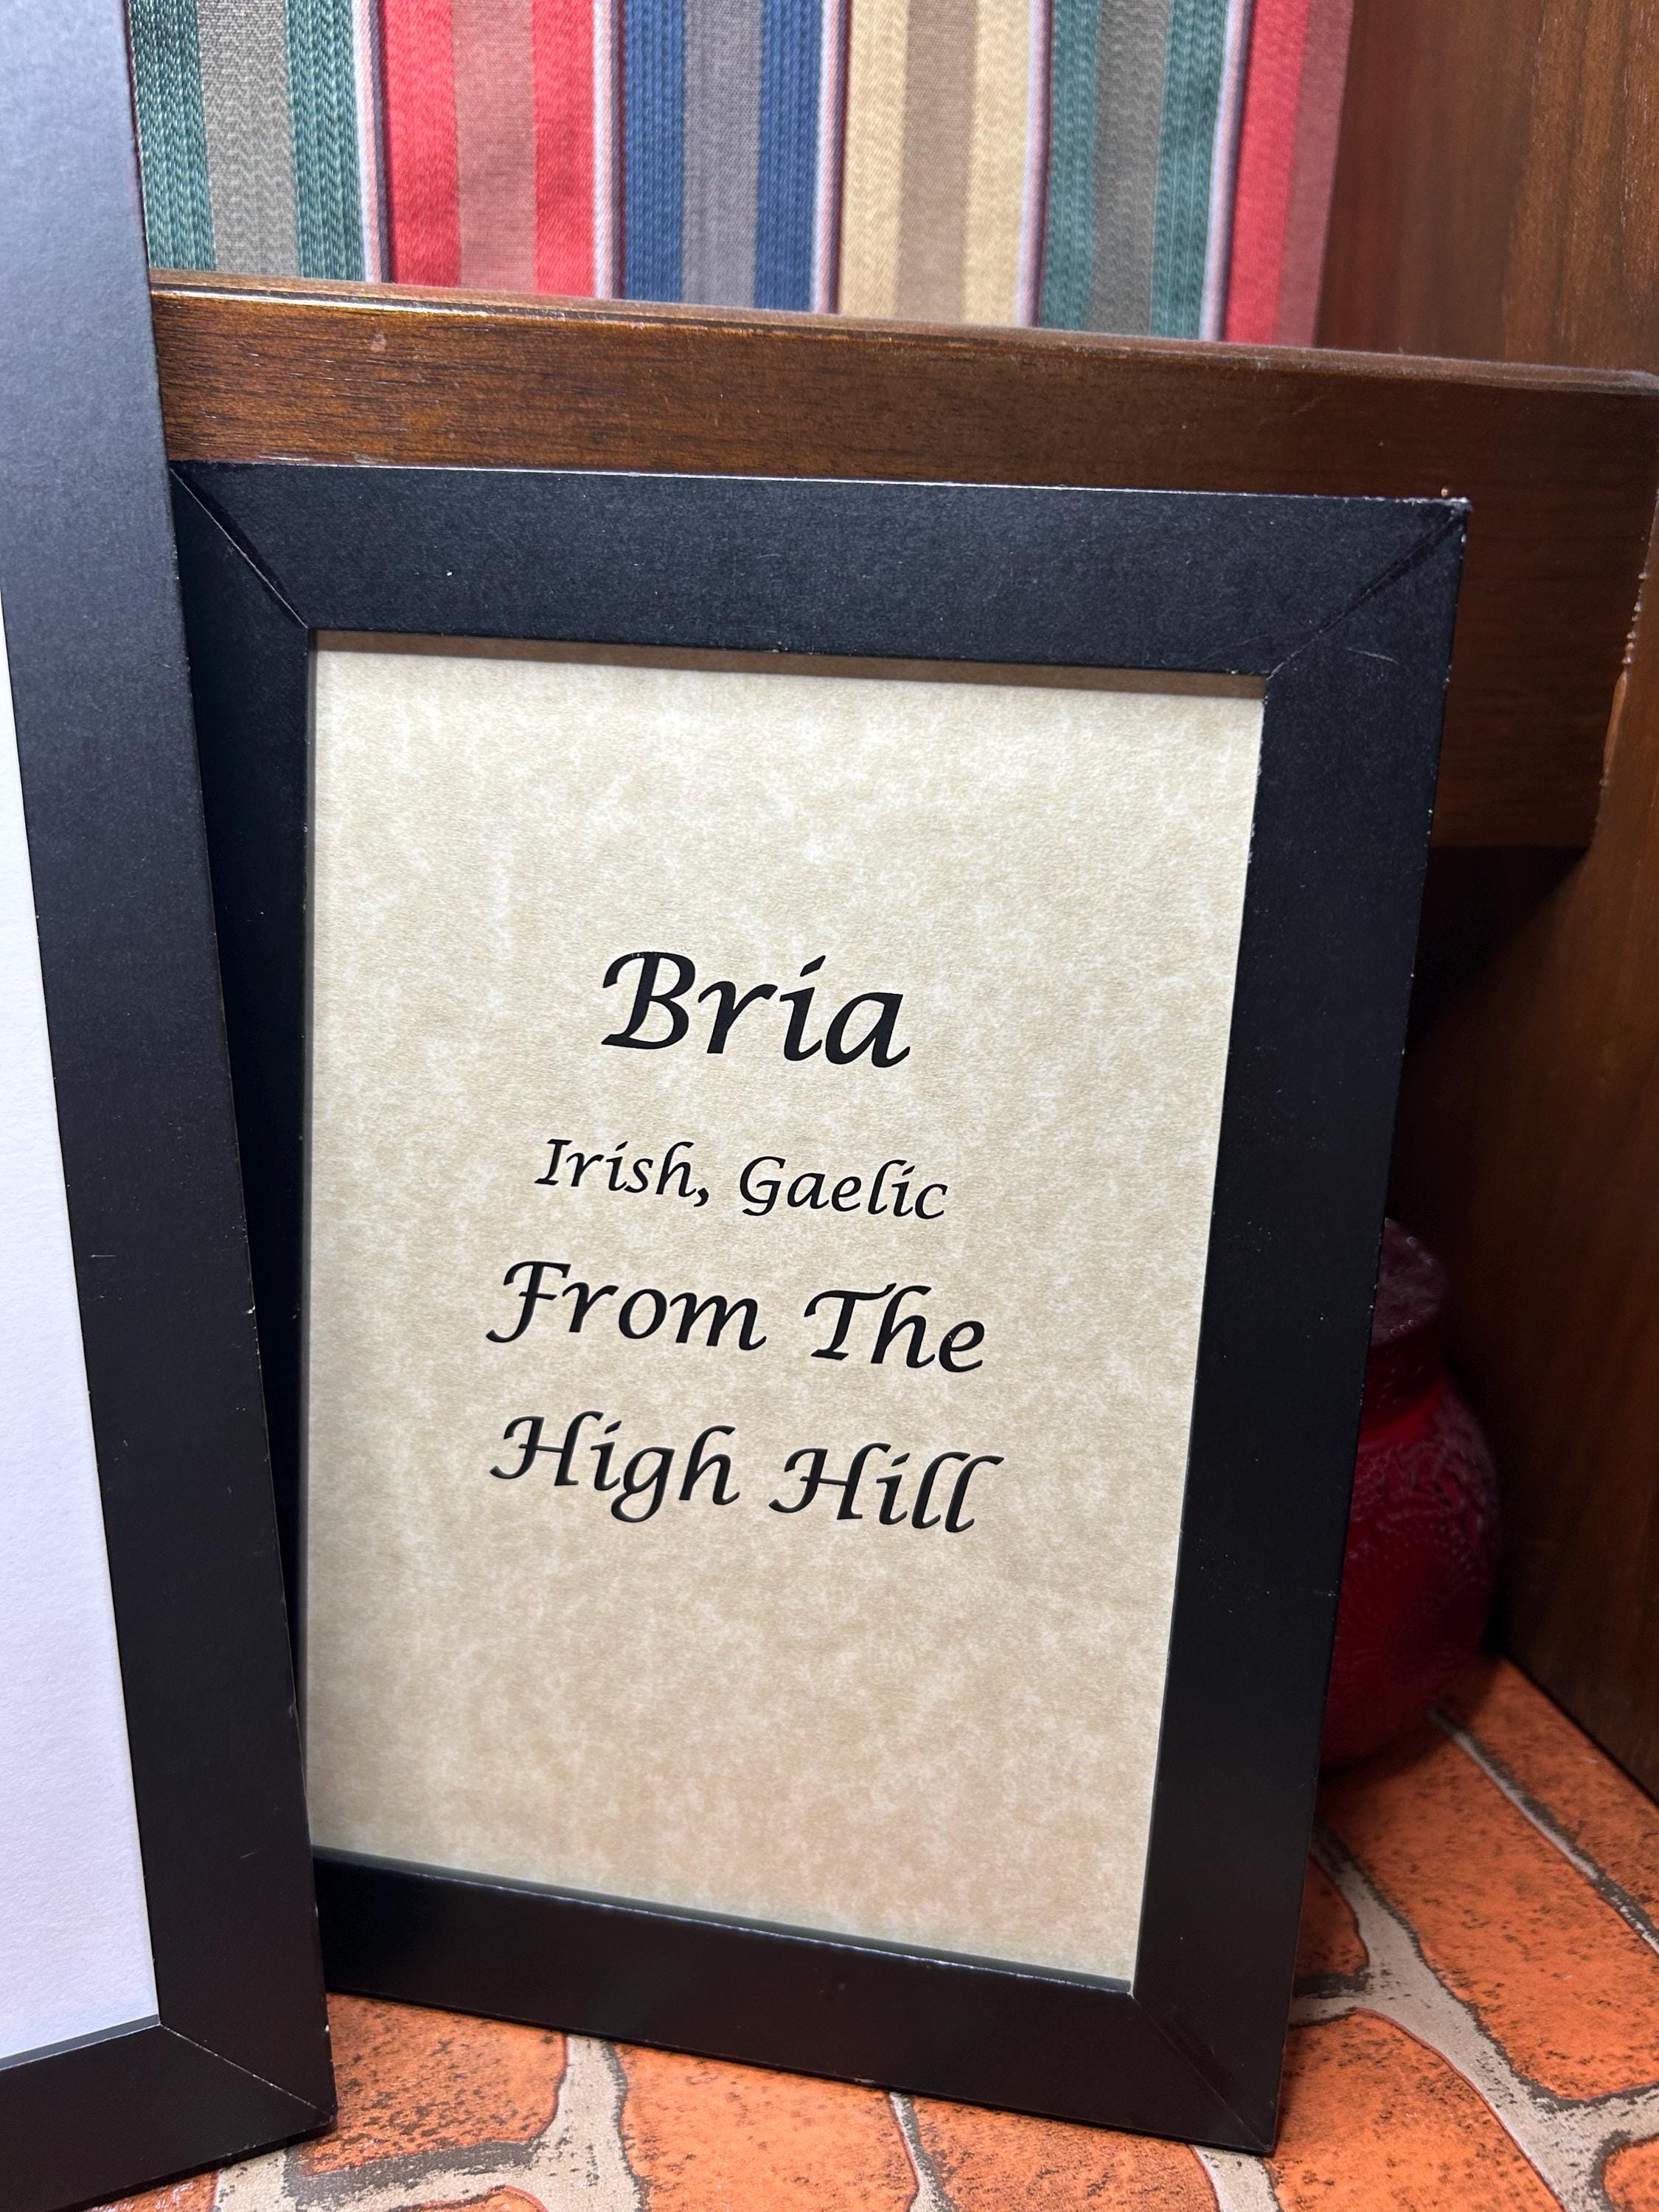 Bria
Irish, Gaelic
From The
High Hill